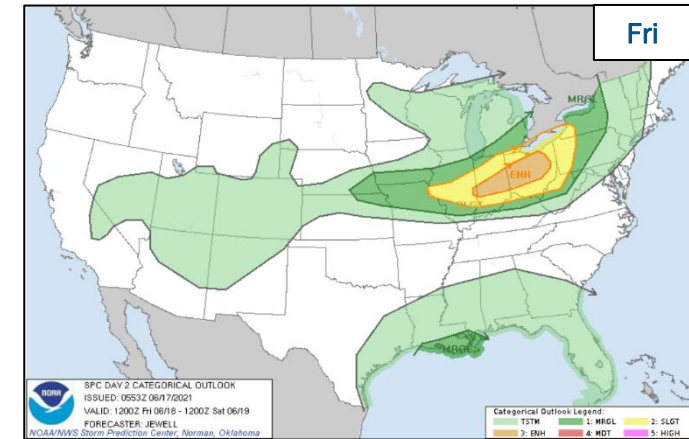 Fri
MRGL
ENH
SLGT
MRGL
NOAA
SPC DAY 2 CATEGORICAL OUTLOOK
ISSUED: 0553Z 06/17/2021
VALID: 1200Z Fri 06/18 - 1200Z Sat 06/19
FORECASTER: JEWELL
NOAA/NWS Storm Prediction Center, Norman, Oklahoma
Categorical Outlook Legend:
TSTM 1: MRGL 2: SLGT
3: ENH 4: MDT 5: HIGH